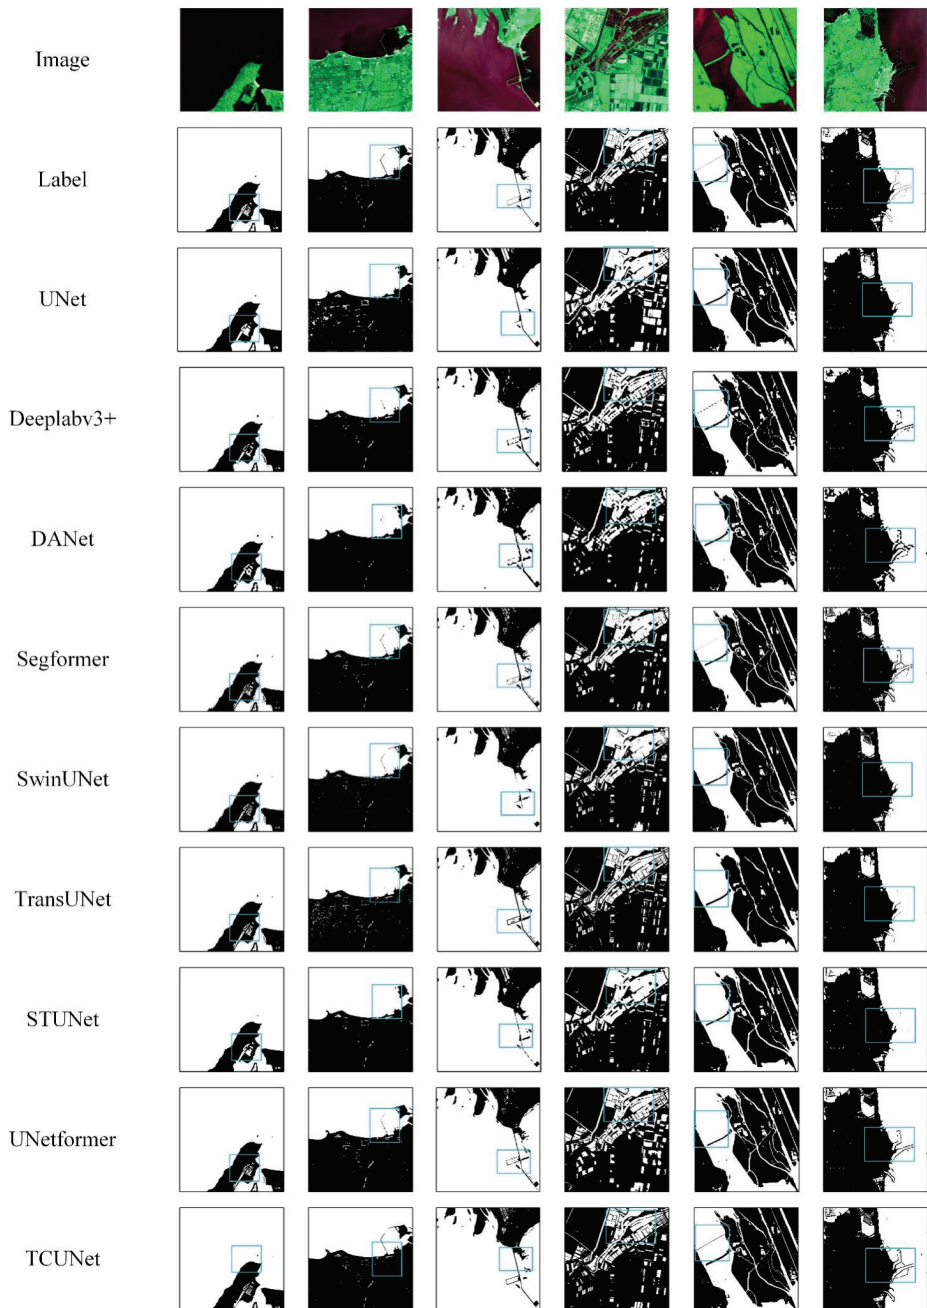 Image
Label
UNet
Deeplabv3+
DANet
Segformer
SwinUNet
TransUNet
STUNet
UNetformer
TCUNet